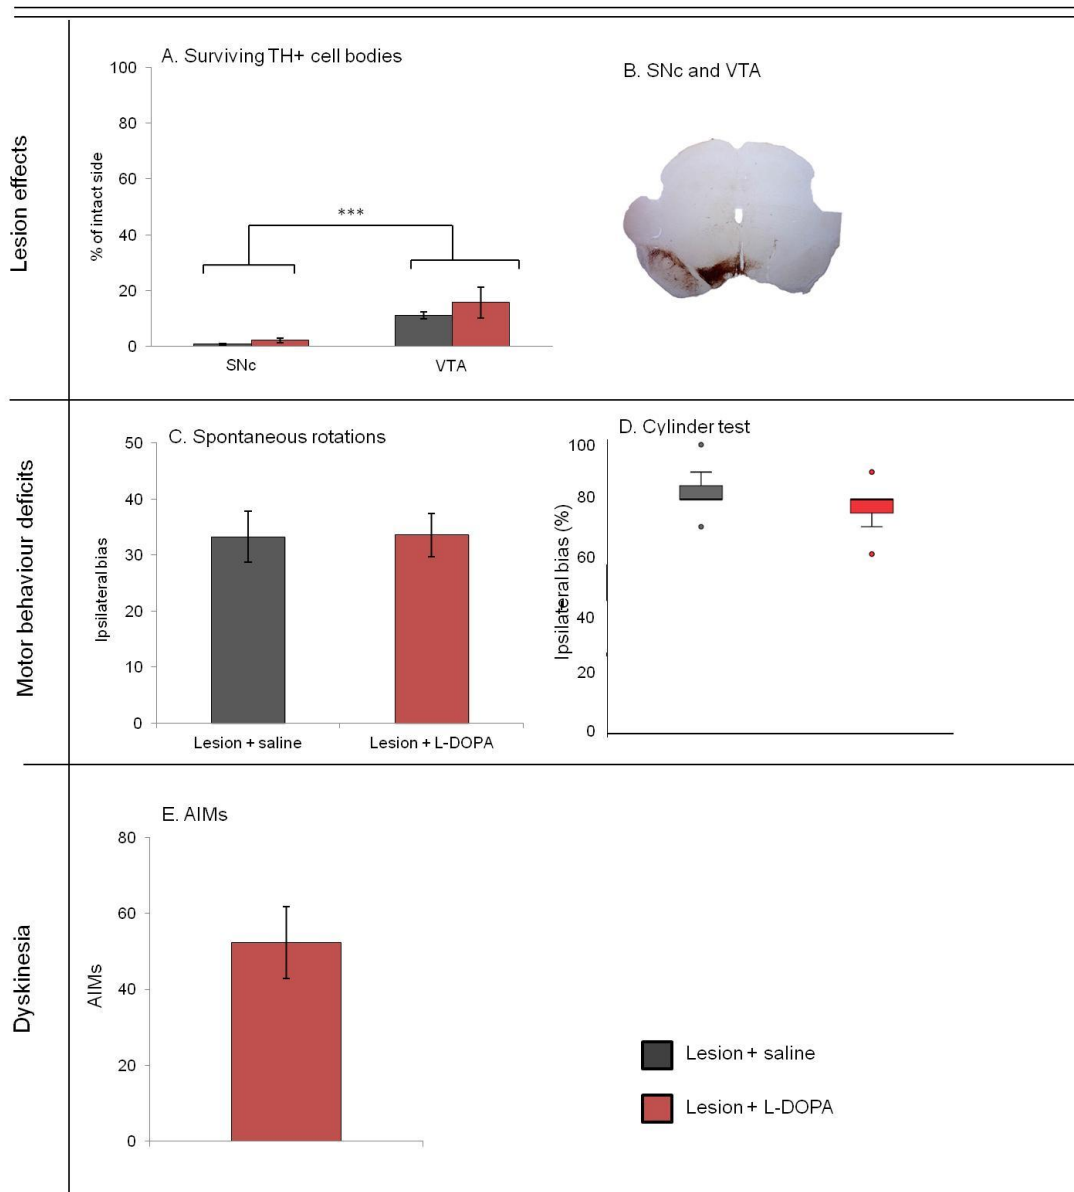 Lesion effects
A. Surviving TH+ cell bodies
% of intact side
100
80
60
40
20
0
***
SNc
VTA
B. SNc and VTA
Motor behaviour deficits
C. Spontaneous rotations
Ipsilateral bias
50
40
30
20
10
0
Lesion + saline
Lesion + L-DOPA
D. Cylinder test
Ipsilateral bias (%)
100
80
60
40
20
0
Dyskinesia
E. AIMs
AIMs
80
60
40
20
0
Lesion + saline
Lesion + L-DOPA